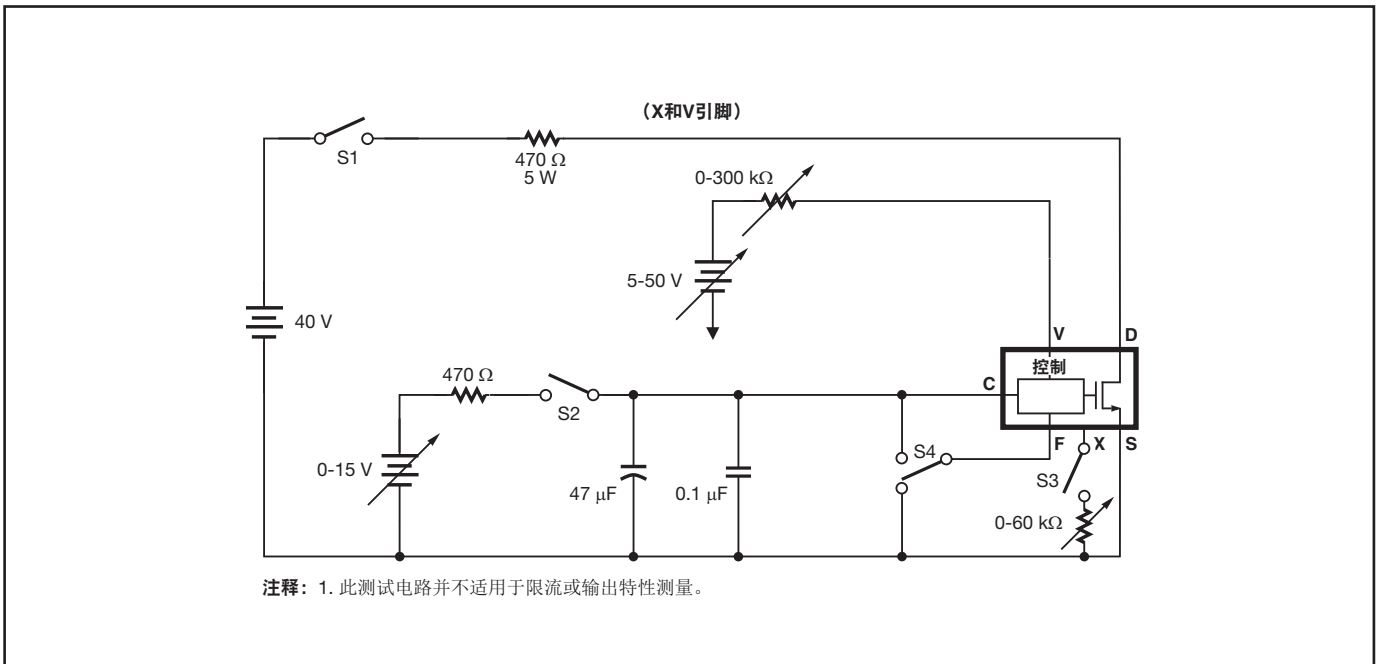 （X和V引脚）
S1
470 Ω
5 W
0-300 kΩ
5-50 V
40 V
V
D
控制
470 Ω
C
S2
F
X
S
S4
0-15 V
S3
47 μF
0.1 μF
0-60 kΩ
注释：1. 此测试电路并不适用于限流或输出特性测量。